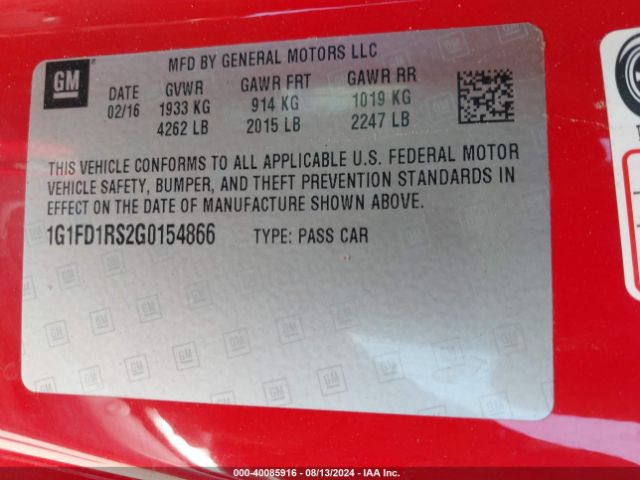 GM
MFD BY GENERAL MOTORS LLC
DATE GVWR GAWR FRT GAWR RR
02/16 1933 KG 914 KG 1019 KG
4262 LB 2015 LB 2247 LB
THIS VEHICLE CONFORMS TO ALL APPLICABLE U.S. FEDERAL MOTOR
VEHICLE SAFETY, BUMPER, AND THEFT PREVENTION STANDARDS IN
EFFECT ON THE DATE OF MANUFACTURE SHOWN ABOVE.
1G1FD1RS2G0154866 TYPE: PASS CAR
000-40085916 - 08/13/2024 - IAA Inc.